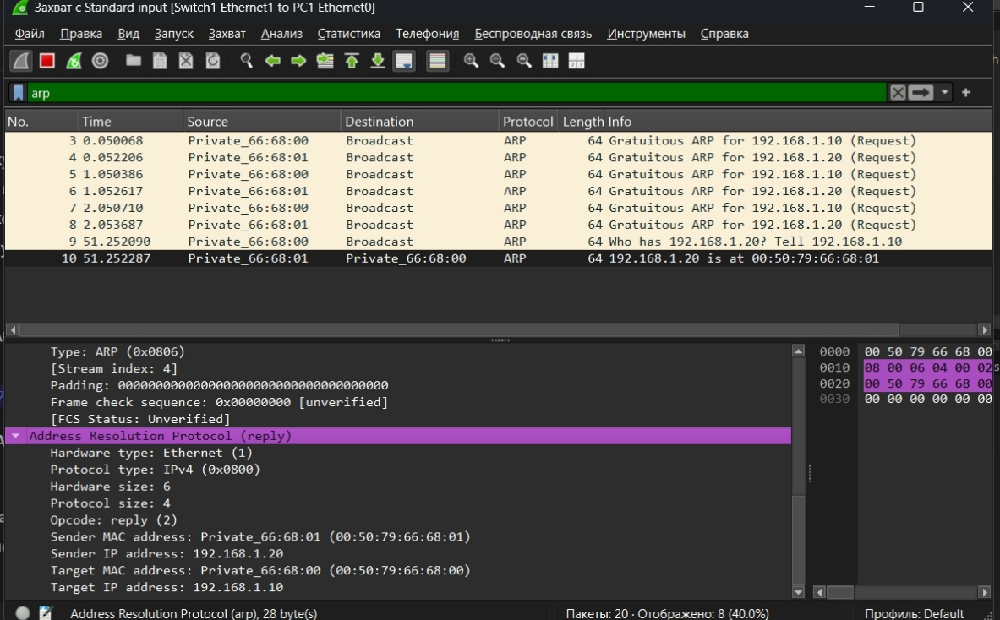 Захват с Standard input [Switch1 Ethernet1 to PC1 Ethernet0]
Файл Правка Вид Запуск Захват Анализ Статистика Телефония Беспроводная связь Инструменты Справка
arp
No. Time Source Destination Protocol Length Info
3 0.050068 Private_66:68:00 Broadcast ARP 64 Gratuitous ARP for 192.168.1.10 (Request)
4 0.052206 Private_66:68:01 Broadcast ARP 64 Gratuitous ARP for 192.168.1.20 (Request)
5 1.050386 Private_66:68:00 Broadcast ARP 64 Gratuitous ARP for 192.168.1.10 (Request)
6 1.052617 Private_66:68:01 Broadcast ARP 64 Gratuitous ARP for 192.168.1.20 (Request)
7 2.050710 Private_66:68:00 Broadcast ARP 64 Gratuitous ARP for 192.168.1.10 (Request)
8 2.053687 Private_66:68:01 Broadcast ARP 64 Gratuitous ARP for 192.168.1.20 (Request)
9 51.252090 Private_66:68:00 Broadcast ARP 64 Who has 192.168.1.20? Tell 192.168.1.10
10 51.252287 Private_66:68:01 Private_66:68:00 ARP 64 192.168.1.20 is at 00:50:79:66:68:01
Type: ARP (0x0806)
[Stream index: 4]
Padding: 000000000000000000000000000000000000
Frame check sequence: 0x00000000 [unverified]
[FCS Status: Unverified]
Address Resolution Protocol (reply)
Hardware type: Ethernet (1)
Protocol type: IPv4 (0x0800)
Hardware size: 6
Protocol size: 4
Opcode: reply (2)
Sender MAC address: Private_66:68:01 (00:50:79:66:68:01)
Sender IP address: 192.168.1.20
Target MAC address: Private_66:68:00 (00:50:79:66:68:00)
Target IP address: 192.168.1.10
0000 00 50 79 66 68 00
0010 08 00 06 04 00 02
0020 00 50 79 66 68 00
0030 00 00 00 00 00 00
Address Resolution Protocol (arp), 28 byte(s) Пакеты: 20 · Отображено: 8 (40.0%) Профиль: Default